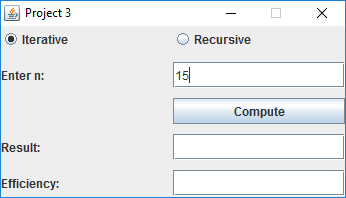 Project 3
Iterative Recursive
Enter n: 15
Compute
Result:
Efficiency: